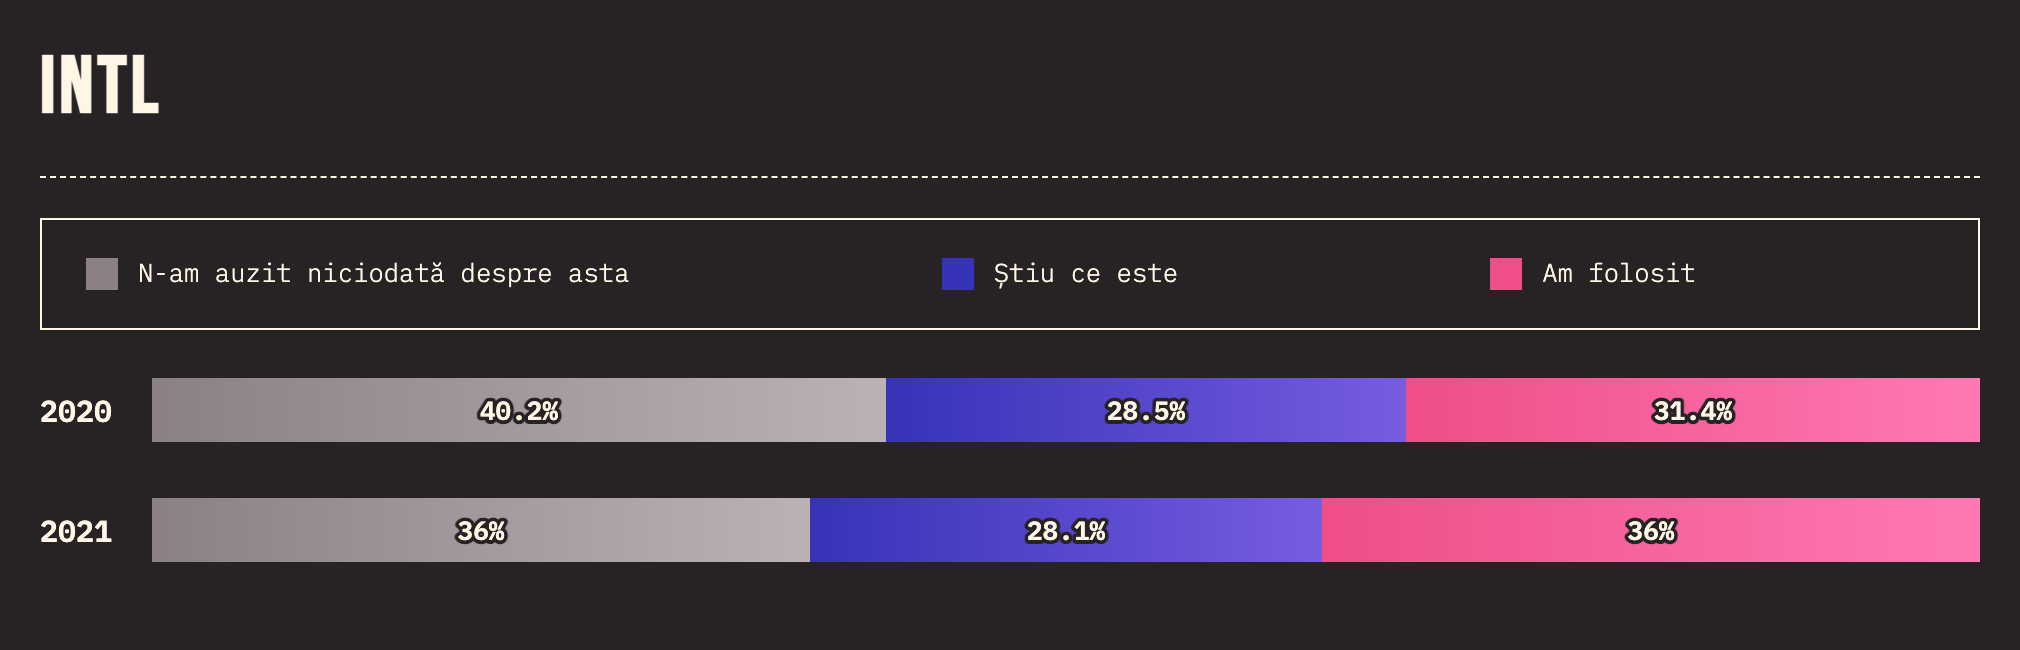 INTL
N-am auzit niciodată despre asta Știu ce este Am folosit
2020 40.2% 28.5% 31.4%
2021 36% 28.1% 36%